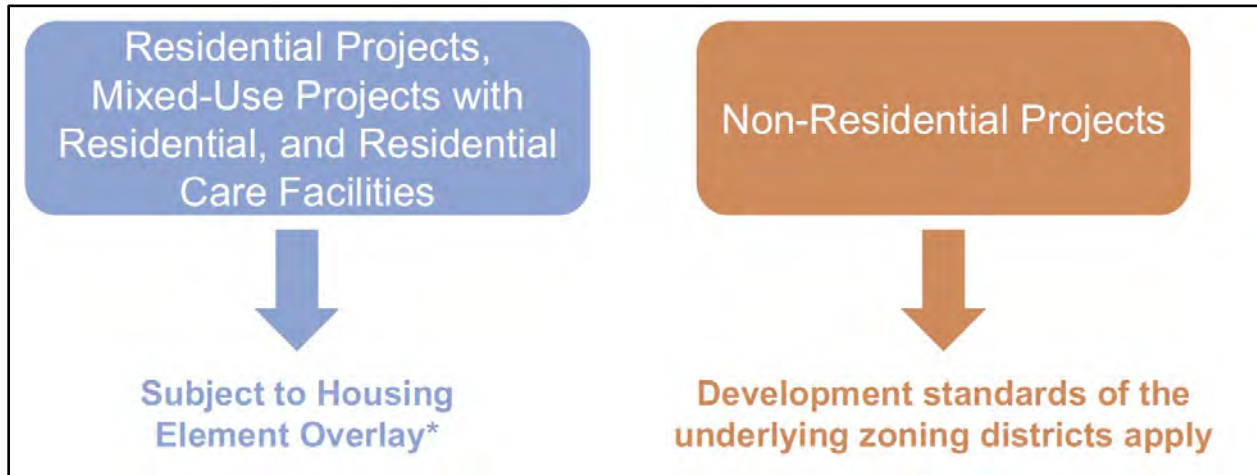 Residential Projects,
Mixed-Use Projects with
Residential, and Residential
Care Facilities
Non-Residential Projects
Subject to Housing
Element Overlay*
Development standards of the
underlying zoning districts apply